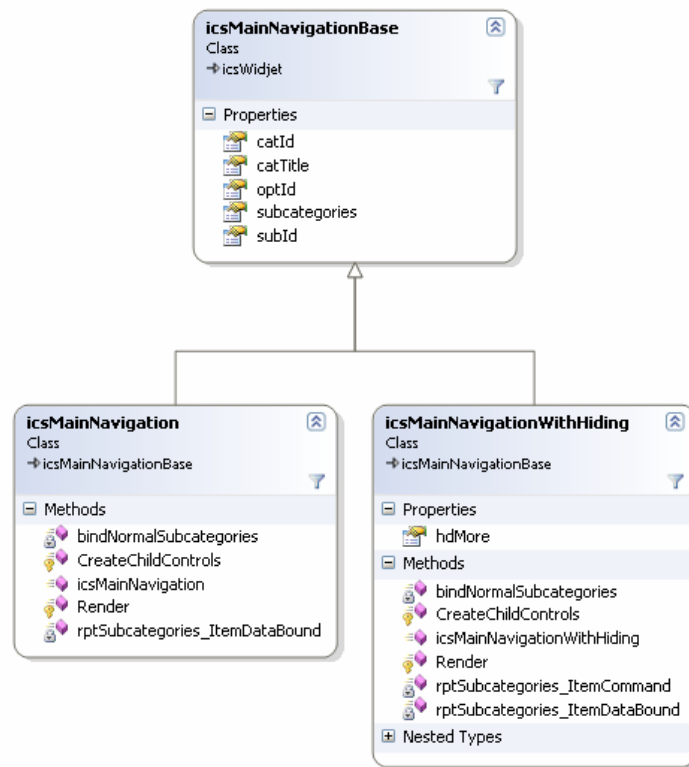 icsMainNavigationBase
Class
icsWidjet
Properties
catId
catTitle
optId
subcategories
subId
icsMainNavigation
Class
icsMainNavigationBase
Methods
bindNormalSubcategories
CreateChildControls
icsMainNavigation
Render
rptSubcategories_ItemDataBound
icsMainNavigationWithHiding
Class
icsMainNavigationBase
Properties
hdMore
Methods
bindNormalSubcategories
CreateChildControls
icsMainNavigationWithHiding
Render
rptSubcategories_ItemCommand
rptSubcategories_ItemDataBound
Nested Types